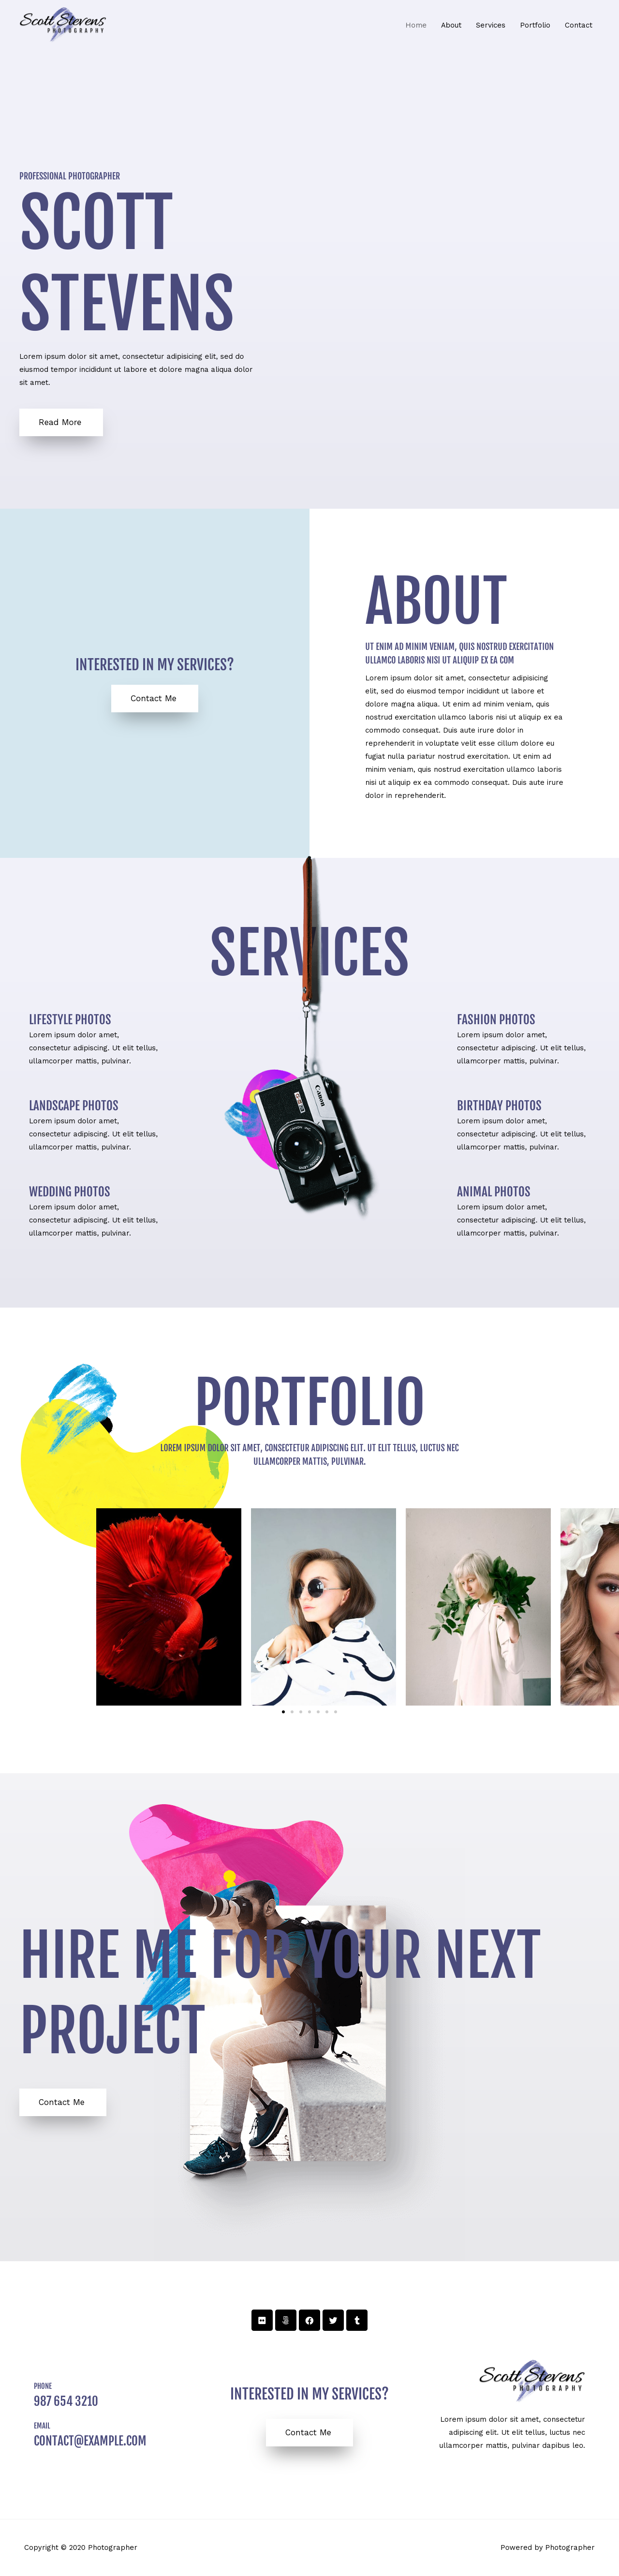 Scott Stevens
PHOTOGRAPHY
Home About Services Portfolio Contact
PROFESSIONAL PHOTOGRAPHER
SCOTT
STEVENS
Lorem ipsum dolor sit amet, consectetur adipisicing elit, sed do
eiusmod tempor incididunt ut labore et dolore magna aliqua dolor
sit amet.
Read More
INTERESTED IN MY SERVICES?
Contact Me
ABOUT
UT ENIM AD MINIM VENIAM, QUIS NOSTRUD EXERCITATION
ULLAMCO LABORIS NISI UT ALIQUIP EX EA COM
Lorem ipsum dolor sit amet, consectetur adipisicing
elit, sed do eiusmod tempor incididunt ut labore et
dolore magna aliqua. Ut enim ad minim veniam, quis
nostrud exercitation ullamco laboris nisi ut aliquip ex ea
commodo consequat. Duis aute irure dolor in
reprehenderit in voluptate velit esse cillum dolore eu
fugiat nulla pariatur nostrud exercitation. Ut enim ad
minim veniam, quis nostrud exercitation ullamco laboris
nisi ut aliquip ex ea commodo consequat. Duis aute irure
dolor in reprehenderit.
SERVICES
LIFESTYLE PHOTOS
Lorem ipsum dolor amet,
consectetur adipiscing. Ut elit tellus,
ullamcorper mattis, pulvinar.
LANDSCAPE PHOTOS
Lorem ipsum dolor amet,
consectetur adipiscing. Ut elit tellus,
ullamcorper mattis, pulvinar.
WEDDING PHOTOS
Lorem ipsum dolor amet,
consectetur adipiscing. Ut elit tellus,
ullamcorper mattis, pulvinar.
Canon
FASHION PHOTOS
Lorem ipsum dolor amet,
consectetur adipiscing. Ut elit tellus,
ullamcorper mattis, pulvinar.
BIRTHDAY PHOTOS
Lorem ipsum dolor amet,
consectetur adipiscing. Ut elit tellus,
ullamcorper mattis, pulvinar.
ANIMAL PHOTOS
Lorem ipsum dolor amet,
consectetur adipiscing. Ut elit tellus,
ullamcorper mattis, pulvinar.
PORTFOLIO
LOREM IPSUM DOLOR SIT AMET, CONSECTETUR ADIPISCING ELIT. UT ELIT TELLUS, LUCTUS NEC
ULLAMCORPER MATTIS, PULVINAR.
HIRE ME FOR YOUR NEXT
PROJECT
Contact Me
PHONE
987 654 3210
EMAIL
CONTACT@EXAMPLE.COM
INTERESTED IN MY SERVICES?
Contact Me
Scott Stevens
PHOTOGRAPHY
Lorem ipsum dolor sit amet, consectetur
adipiscing elit. Ut elit tellus, luctus nec
ullamcorper mattis, pulvinar dapibus leo.
Copyright © 2020 Photographer
Powered by Photographer